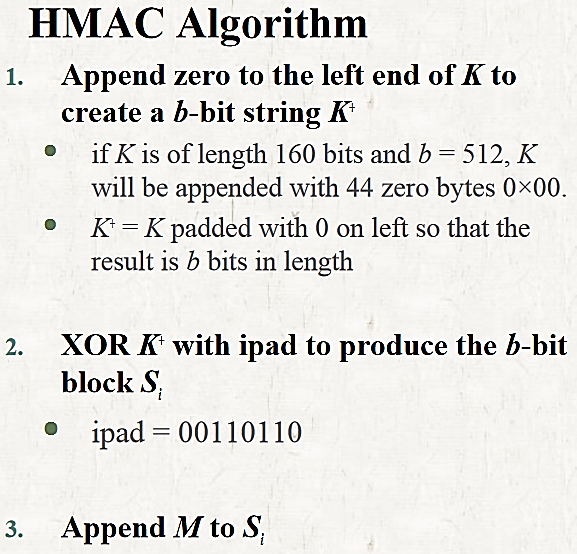 HMAC Algorithm
1. Append zero to the left end of K to
create a b-bit string K⁺
• if K is of length 160 bits and b = 512, K
will be appended with 44 zero bytes 0×00.
• K⁺ = K padded with 0 on left so that the
result is b bits in length
2. XOR K⁺ with ipad to produce the b-bit
block Sᵢ
• ipad = 00110110
3. Append M to Sᵢ